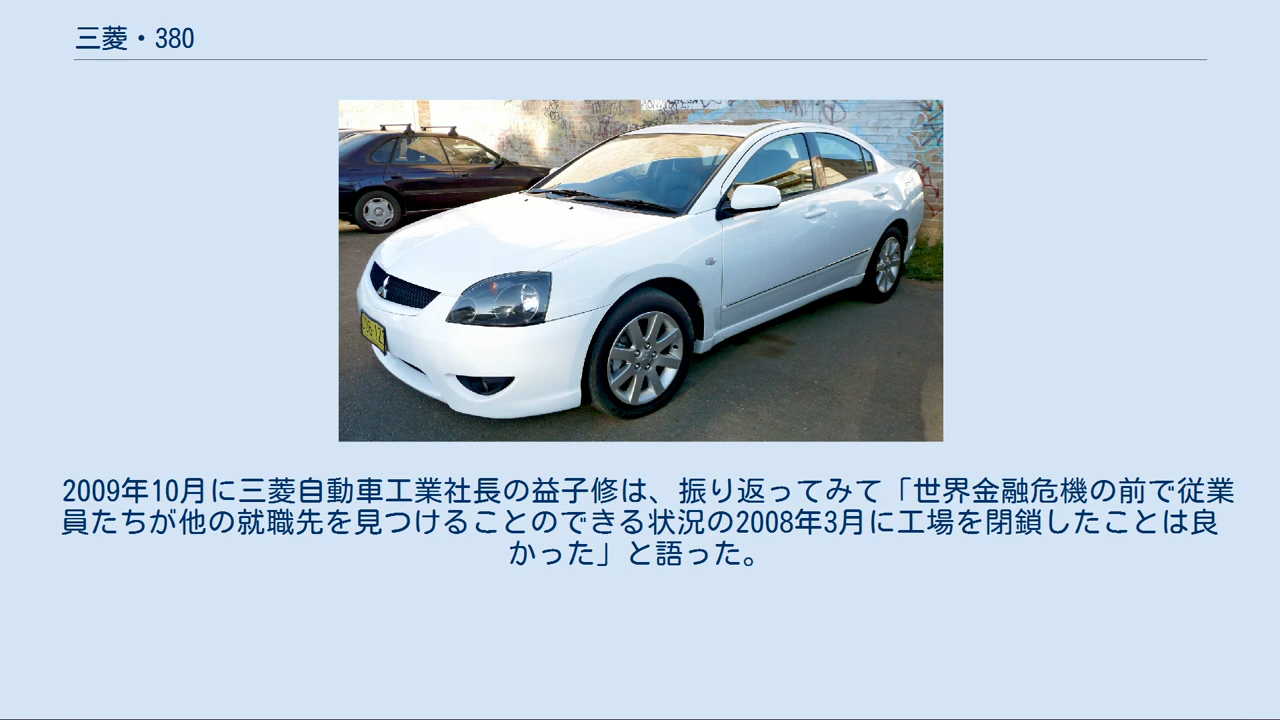 三菱・380
2009年10月に三菱自動車工業社長の益子修は、振り返ってみて「世界金融危機の前で従業
員たちが他の就職先を見つけることのできる状況の2008年3月に工場を閉鎖したことは良
かった」と語った。